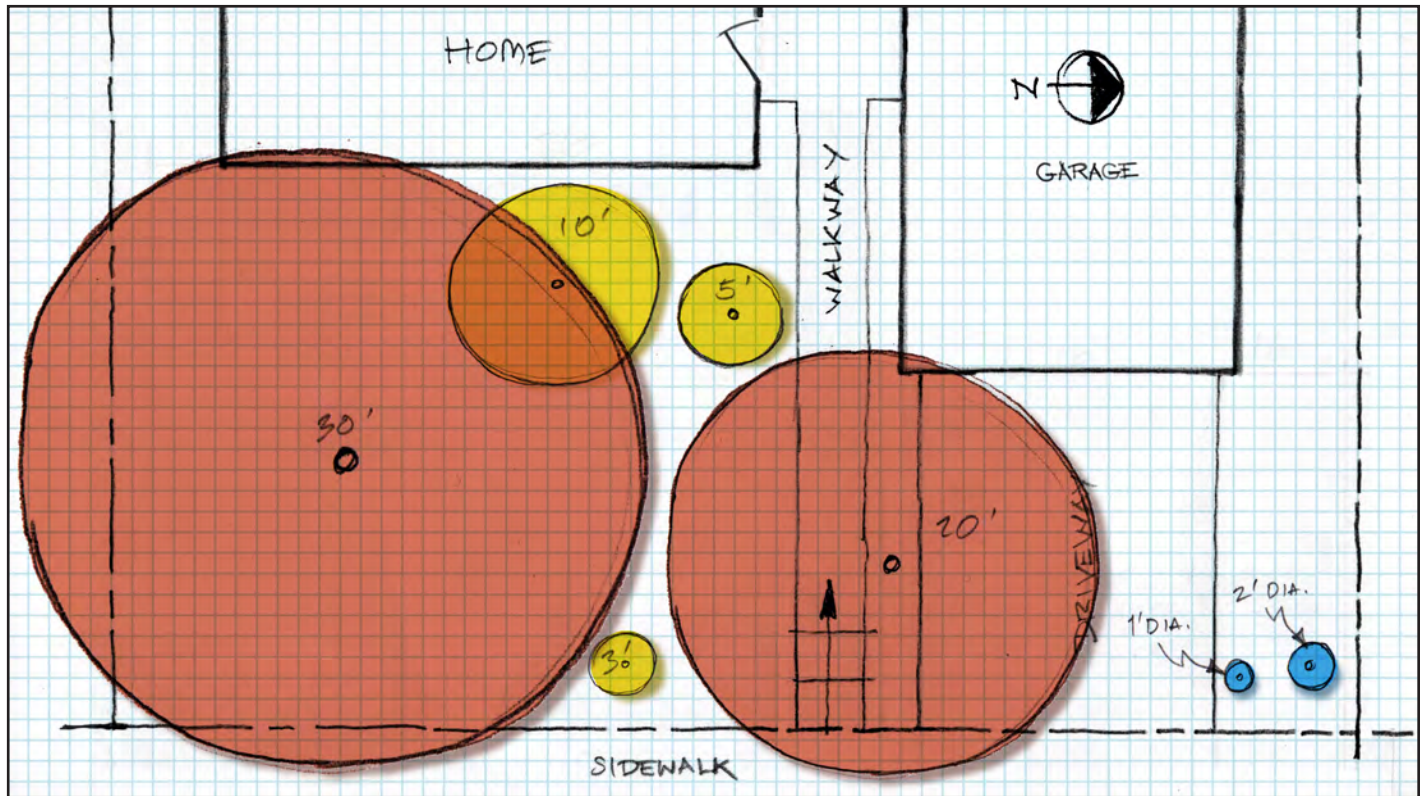 HOME
N
GARAGE
WALKWAY
10'
5'
30'
20'
DRIVEWAY
2' DIA.
1' DIA.
3'
SIDEWALK